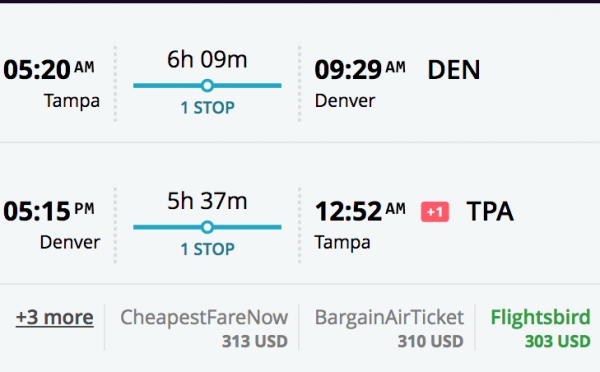 05:20 AM 6h 09m 09:29 AM DEN
Tampa 1 STOP Denver
05:15 PM 5h 37m 12:52 AM +1 TPA
Denver 1 STOP Tampa
+3 more CheapestFareNow BargainAirTicket Flightsbird
313 USD 310 USD 303 USD